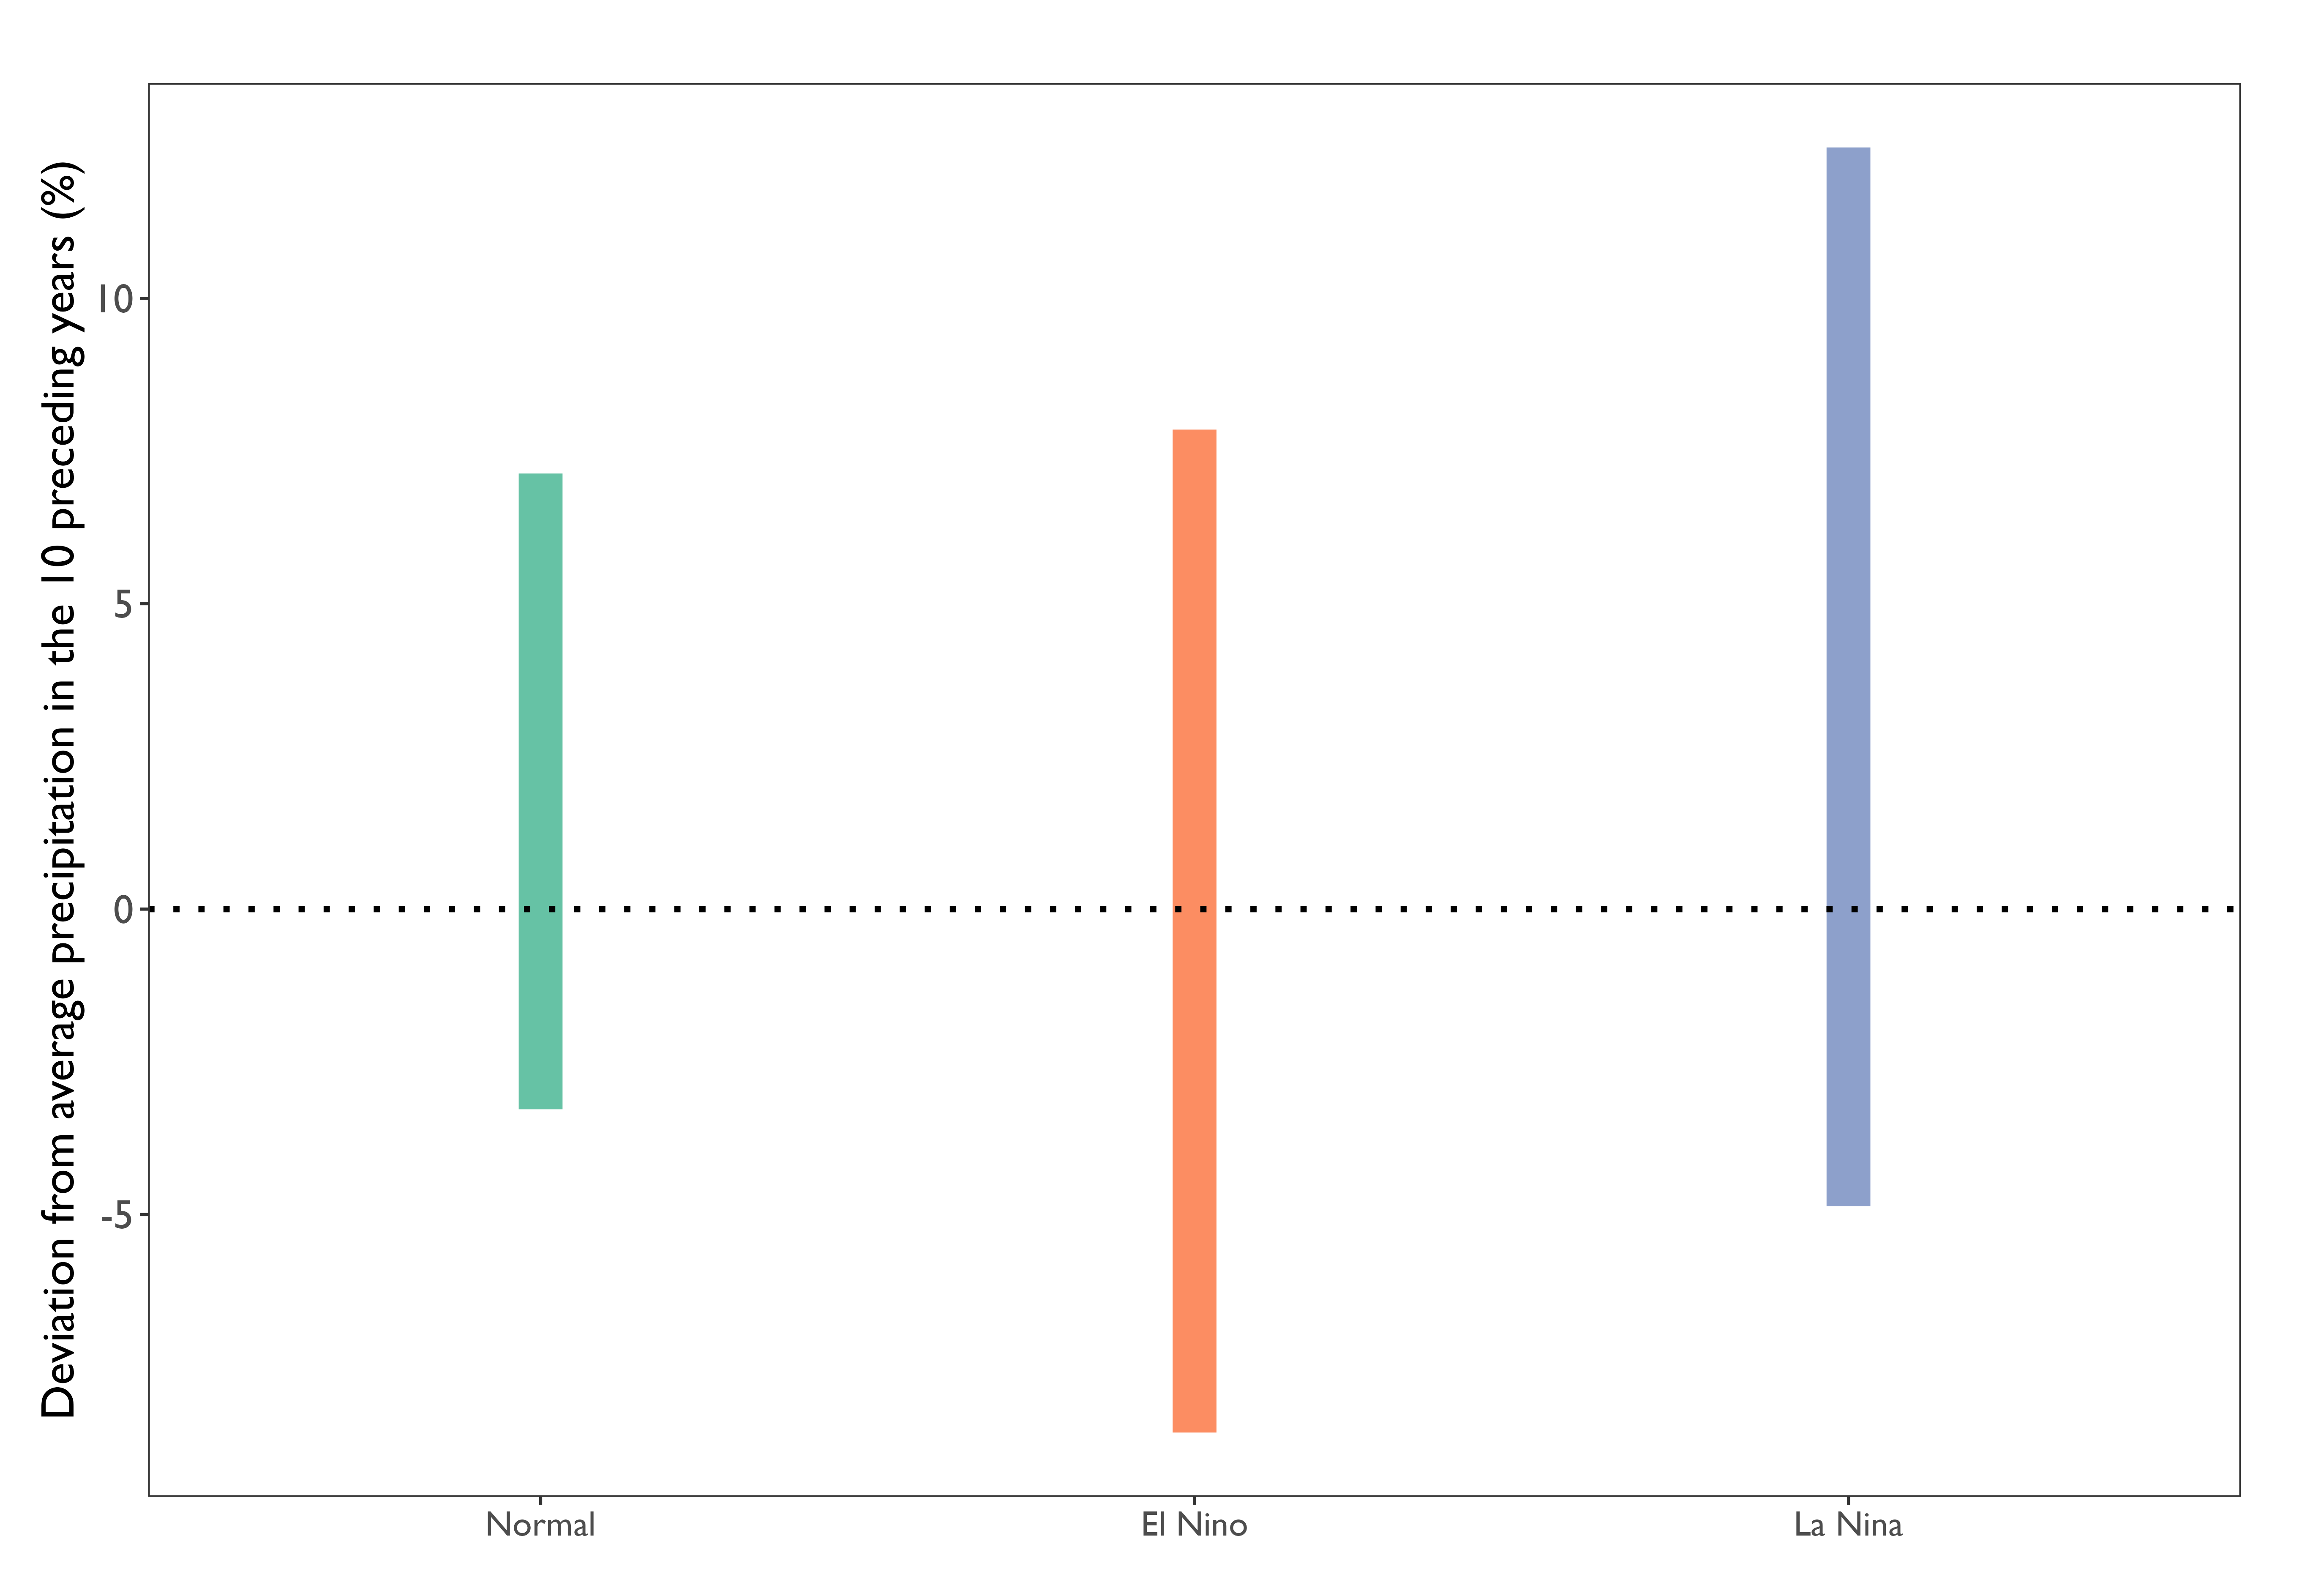 Deviation from average precipitation in the 10 preceding years (%)
10
5
0
-5
Normal
El Nino
La Nina